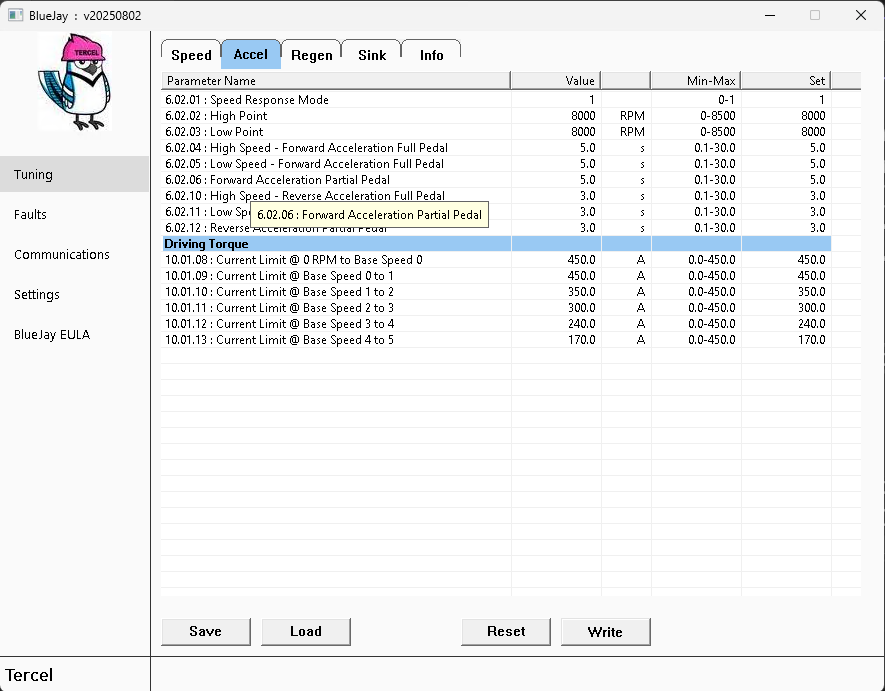 BlueJay : v20250802
TERCEL
Speed Accel Regen Sink Info
Parameter Name Value Min-Max Set
6.02.01 : Speed Response Mode 1 0-1 1
6.02.02 : High Point 8000 RPM 0-8500 8000
6.02.03 : Low Point 8000 RPM 0-8500 8000
6.02.04 : High Speed - Forward Acceleration Full Pedal 5.0 s 0.1-30.0 5.0
6.02.05 : Low Speed - Forward Acceleration Full Pedal 5.0 s 0.1-30.0 5.0
6.02.06 : Forward Acceleration Partial Pedal 5.0 s 0.1-30.0 5.0
6.02.10 : High Speed - Reverse Acceleration Full Pedal 3.0 s 0.1-30.0 3.0
6.02.11 : Low 3.0 s 0.1-30.0 3.0
6.02.06 : Forward Acceleration Partial Pedal
6.02.12 : Reverse Acceleration Partial Pedal 3.0 s 0.1-30.0 3.0
Driving Torque
10.01.08 : Current Limit @ 0 RPM to Base Speed 0 450.0 A 0.0-450.0 450.0
10.01.09 : Current Limit @ Base Speed 0 to 1 450.0 A 0.0-450.0 450.0
10.01.10 : Current Limit @ Base Speed 1 to 2 350.0 A 0.0-450.0 350.0
10.01.11 : Current Limit @ Base Speed 2 to 3 300.0 A 0.0-450.0 300.0
10.01.12 : Current Limit @ Base Speed 3 to 4 240.0 A 0.0-450.0 240.0
10.01.13 : Current Limit @ Base Speed 4 to 5 170.0 A 0.0-450.0 170.0
Tuning
Faults
Communications
Settings
BlueJay EULA
Save Load Reset Write
Tercel